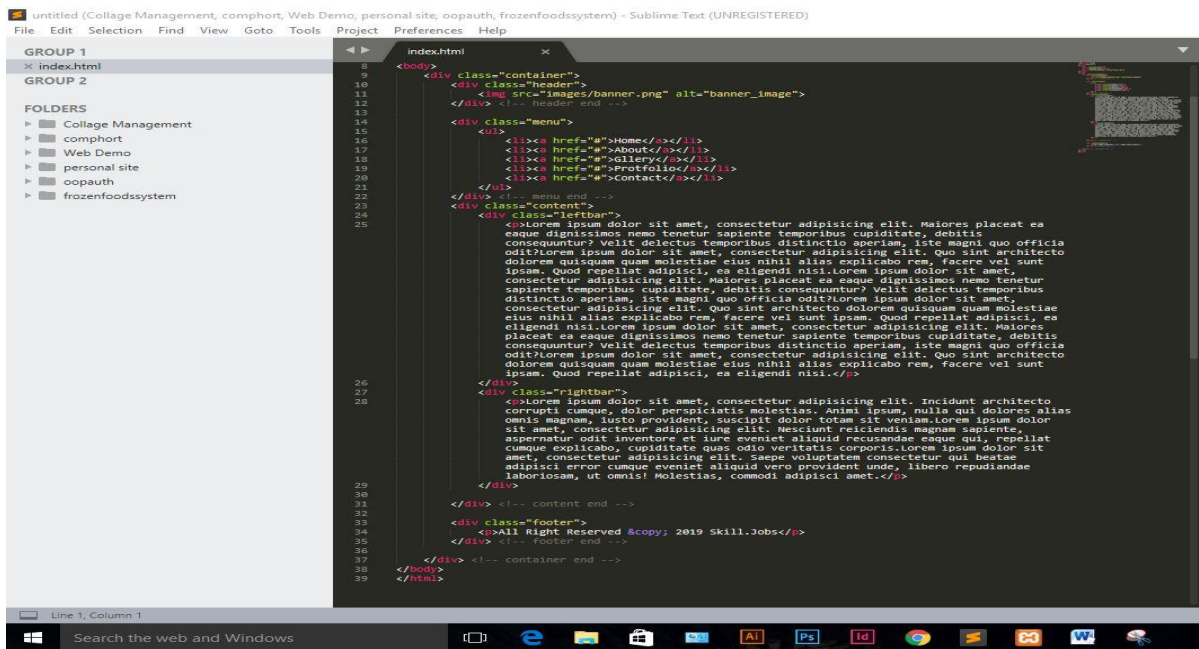 untitled (Collage Management, comphort, Web Demo, personal site, oopauth, frozenfoodssystem) - Sublime Text (UNREGISTERED)
File Edit Selection Find View Goto Tools Project Preferences Help
GROUP 1
index.html
GROUP 2
FOLDERS
Collage Management
comphort
Web Demo
personal site
oopauth
frozenfoodssystem
index.html
8 <body>
9 <div class="container">
10 <div class="header">
11 <img src="images/banner.png" alt="banner_image">
12 </div> <!-- header end -->
13
14 <div class="menu">
15 <ul>
16 <li><a href="#">Home</a></li>
17 <li><a href="#">About</a></li>
18 <li><a href="#">Gllery</a></li>
19 <li><a href="#">Protfolio</a></li>
20 <li><a href="#">Contact</a></li>
21 </ul>
22 </div> <!-- menu end -->
23 <div class="content">
24 <div class="leftbar">
25 <p>Lorem ipsum dolor sit amet, consectetur adipisicing elit. Maiores placeat ea
eaque dignissimos nemo tenetur sapiente temporibus cupiditate, debitis
consequuntur? Velit delectus temporibus distinctio aperiam, iste magni quo officia
odit?Lorem ipsum dolor sit amet, consectetur adipisicing elit. Quo sint architecto
dolorem quisquam quam molestiae eius nihil alias explicabo rem, facere vel sunt
ipsam. Quod repellat adipisci, ea eligendi nisi.Lorem ipsum dolor sit amet,
consectetur adipisicing elit. Maiores placeat ea eaque dignissimos nemo tenetur
sapiente temporibus cupiditate, debitis consequuntur? Velit delectus temporibus
distinctio aperiam, iste magni quo officia odit?Lorem ipsum dolor sit amet,
consectetur adipisicing elit. Quo sint architecto dolorem quisquam quam molestiae
eius nihil alias explicabo rem, facere vel sunt ipsam. Quod repellat adipisci, ea
eligendi nisi.Lorem ipsum dolor sit amet, consectetur adipisicing elit. Maiores
placeat ea eaque dignissimos nemo tenetur sapiente temporibus cupiditate, debitis
consequuntur? Velit delectus temporibus distinctio aperiam, iste magni quo officia
odit?Lorem ipsum dolor sit amet, consectetur adipisicing elit. Quo sint architecto
dolorem quisquam quam molestiae eius nihil alias explicabo rem, facere vel sunt
ipsam. Quod repellat adipisci, ea eligendi nisi.</p>
26 </div>
27 <div class="rightbar">
28 <p>Lorem ipsum dolor sit amet, consectetur adipisicing elit. Incidunt architecto
corrupti cumque, dolor perspiciatis molestias. Animi ipsum, nulla qui dolores alias
omnis magnam, iusto provident, suscipit dolor totam sit veniam.Lorem ipsum dolor
sit amet, consectetur adipisicing elit. Nesciunt reiciendis magnam sapiente,
aspernatur odit inventore et iure eveniet aliquid recusandae eaque qui, repellat
cumque explicabo, cupiditate quas odio veritatis corporis.Lorem ipsum dolor sit
amet, consectetur adipisicing elit. Saepe voluptatem consectetur qui beatae
adipisci error cumque eveniet aliquid vero provident unde, libero repudiandae
laboriosam, ut omnis! Molestias, commodi adipisci amet.</p>
29 </div>
30
31 </div> <!-- content end -->
32
33 <div class="footer">
34 <p>All Right Reserved &copy; 2019 Skill.Jobs</p>
35 </div> <!-- footer end -->
36
37 </div> <!-- container end -->
38 </body>
39 </html>
Line 1, Column 1
Search the web and Windows
Ai Ps Id W